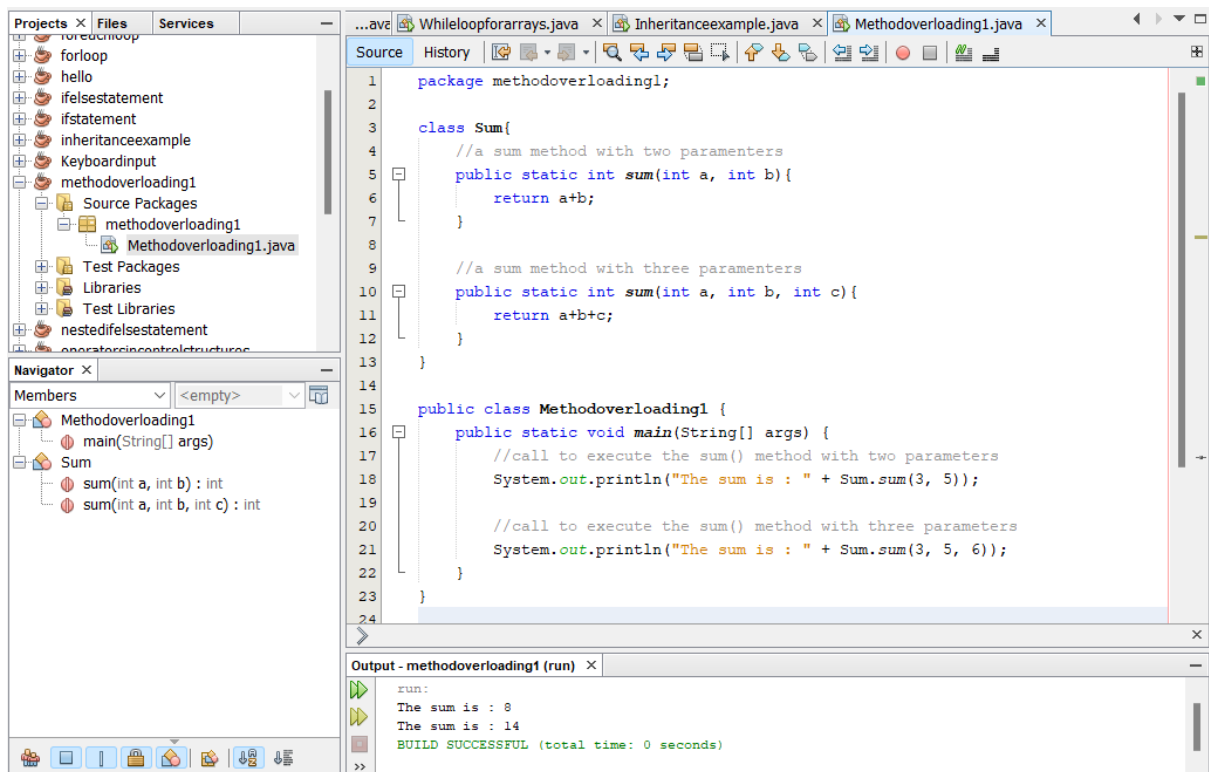 Projects Files Services
forloop
hello
ifelsestatement
ifstatement
inheritanceexample
Keyboardinput
methodoverloading1
Source Packages
methodoverloading1
Methodoverloading1.java
Test Packages
Libraries
Test Libraries
nestedifelsestatement
Navigator
Members <empty>
Methodoverloading1
main(String[] args)
Sum
sum(int a, int b) : int
sum(int a, int b, int c) : int
...ava Whileloopforarrays.java Inheritanceexample.java Methodoverloading1.java
Source History
1 package methodoverloading1;
2
3 class Sum{
4 //a sum method with two paramenters
5 public static int sum(int a, int b){
6 return a+b;
7 }
8
9 //a sum method with three paramenters
10 public static int sum(int a, int b, int c){
11 return a+b+c;
12 }
13 }
14
15 public class Methodoverloading1 {
16 public static void main(String[] args) {
17 //call to execute the sum() method with two parameters
18 System.out.println("The sum is : " + Sum.sum(3, 5));
19
20 //call to execute the sum() method with three parameters
21 System.out.println("The sum is : " + Sum.sum(3, 5, 6));
22 }
23 }
24
Output - methodoverloading1 (run)
run:
The sum is : 8
The sum is : 14
BUILD SUCCESSFUL (total time: 0 seconds)